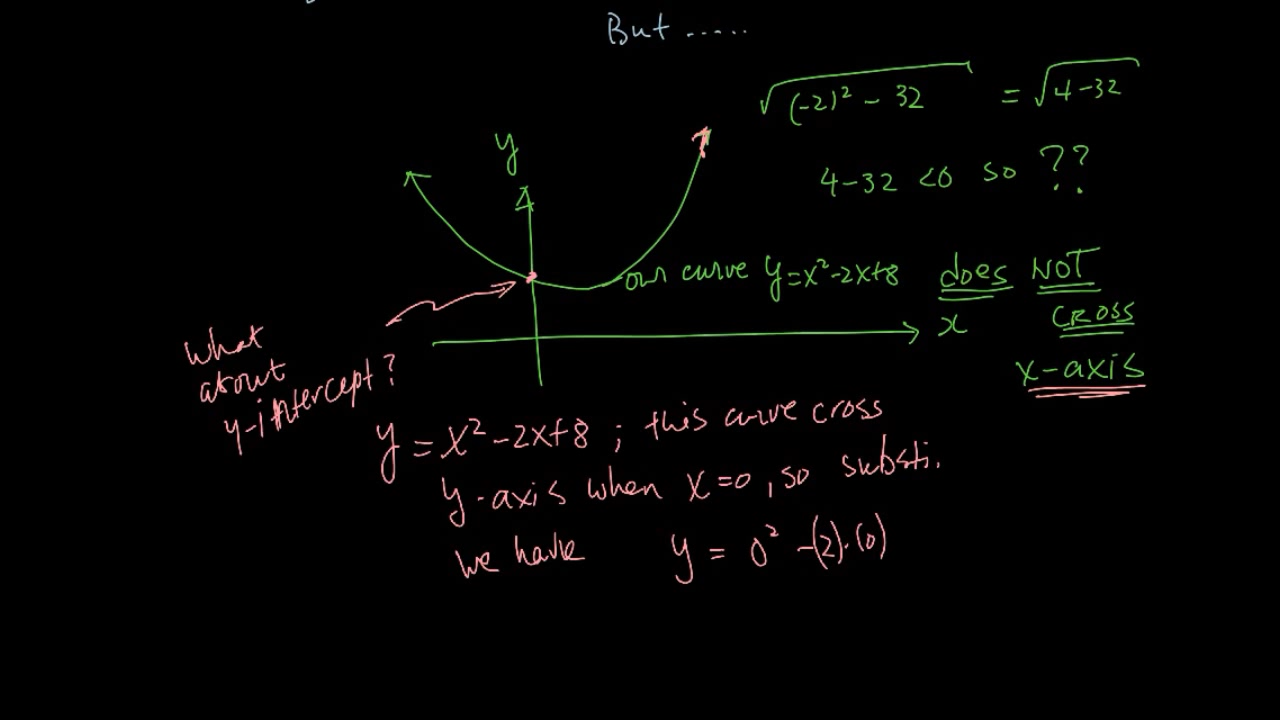 But .....
√(-2)² - 32 = √4-32
4-32 <0 so ??
y
our curve y=x²-2x+8 does NOT
x CROSS
x-axis
what
about
y-intercept?
y = x²-2x+8 ; this curve cross
y-axis when x=0, so substi.
we have y = 0² -(2)·(0)